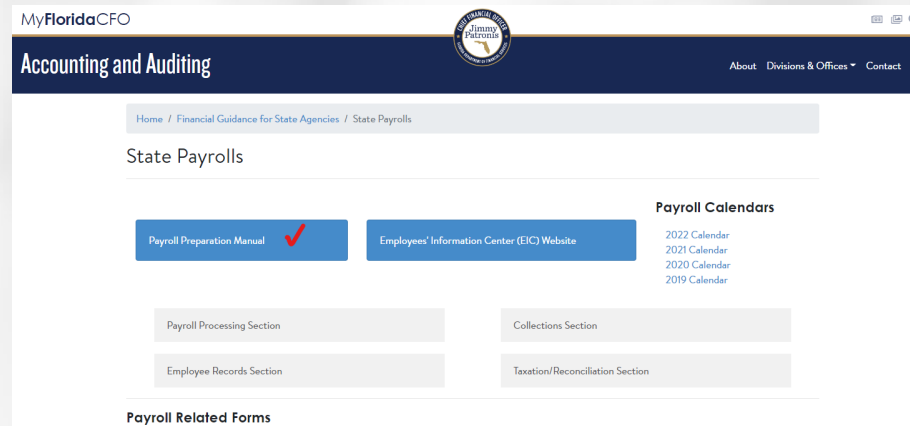 MyFloridaCFO
Jimmy
Patronis
Accounting and Auditing
About Divisions & Offices Contact
Home / Financial Guidance for State Agencies / State Payrolls
State Payrolls
Payroll Preparation Manual
Employees' Information Center (EIC) Website
Payroll Calendars
2022 Calendar
2021 Calendar
2020 Calendar
2019 Calendar
Payroll Processing Section
Collections Section
Employee Records Section
Taxation/Reconciliation Section
Payroll Related Forms